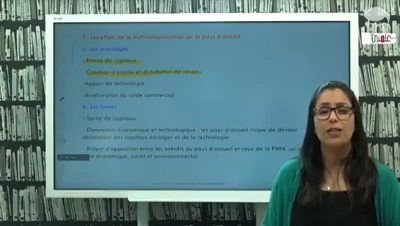 1- Les effets de la multinationalisation sur le pays d'accueil
a- Les avantages
- Entrée de capitaux
- Création d'emploi et distribution de revenu
- Apport de technologie
- Amélioration du solde commercial
b- Les limites
- Sortie de capitaux
- Domination économique et technologique : les pays d'accueil risque de devenir
dépendant des capitaux étranger et de la technologie.
- Risque d'opposition entre les intérêts du pays d'accueil et ceux de la FMN sur
économique, social et environnemental